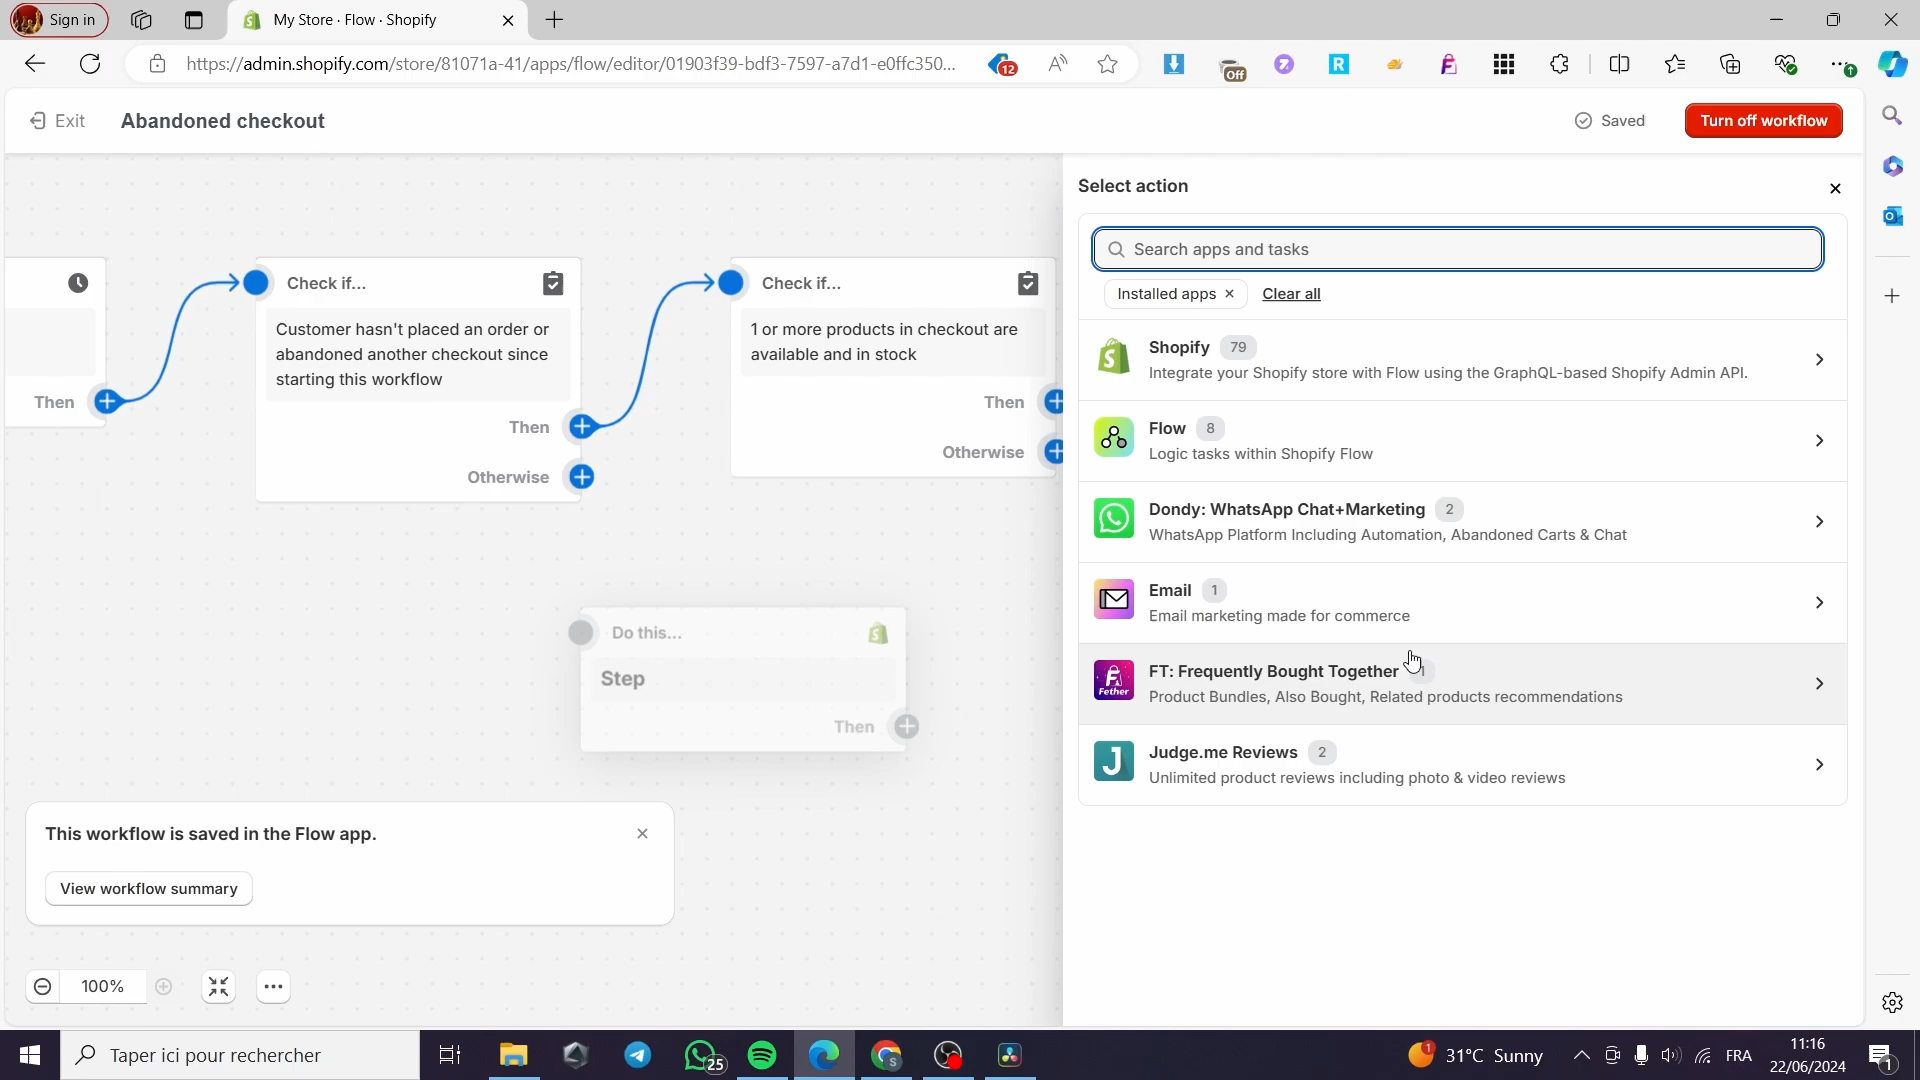 Sign in
My Store · Flow · Shopify
https://admin.shopify.com/store/81071a-41/apps/flow/editor/01903f39-bdf3-7597-a7d1-e0ffc350...
12
Off
R
Exit
Abandoned checkout
Saved
Turn off workflow
Select action
Search apps and tasks
Installed apps
Clear all
Shopify 79
Integrate your Shopify store with Flow using the GraphQL-based Shopify Admin API.
Flow 8
Logic tasks within Shopify Flow
Dondy: WhatsApp Chat+Marketing 2
WhatsApp Platform Including Automation, Abandoned Carts & Chat
Email 1
Email marketing made for commerce
Fether
FT: Frequently Bought Together 1
Product Bundles, Also Bought, Related products recommendations
J
Judge.me Reviews 2
Unlimited product reviews including photo & video reviews
Then
Check if...
Customer hasn't placed an order or
abandoned another checkout since
starting this workflow
Then
Otherwise
Check if...
1 or more products in checkout are
available and in stock
Then
Otherwise
Do this...
Step
Then
This workflow is saved in the Flow app.
View workflow summary
100%
Taper ici pour rechercher
25
1
31°C Sunny
FRA
11:16
22/06/2024
1